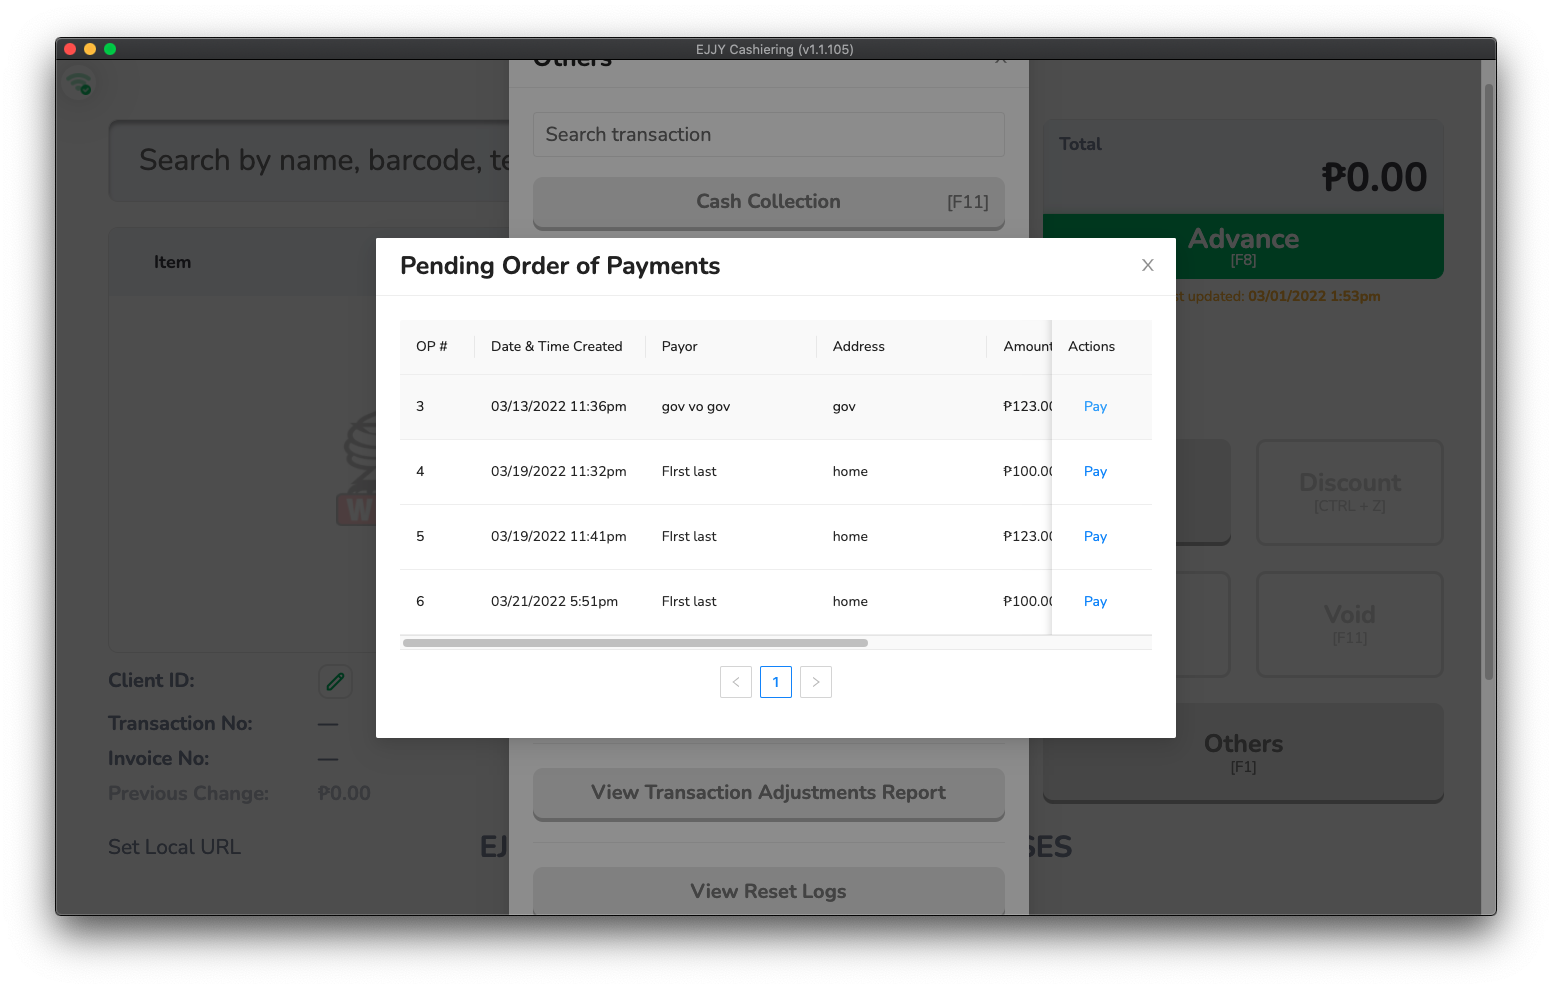 EJJY Cashiering (v1.1.105)
Others
Search by name, barcode, te
Search transaction
Cash Collection [F11]
Total
₱0.00
Advance
[F8]
st updated: 03/01/2022 1:53pm
Item
Pending Order of Payments X
OP # Date & Time Created Payor Address Amount Actions
3 03/13/2022 11:36pm gov vo gov gov ₱123.00 Pay
4 03/19/2022 11:32pm FIrst last home ₱100.00 Pay
5 03/19/2022 11:41pm FIrst last home ₱123.00 Pay
6 03/21/2022 5:51pm FIrst last home ₱100.00 Pay
< 1 >
W
Discount
[CTRL + Z]
Void
[F11]
Others
[F1]
Client ID:
Transaction No: —
Invoice No: —
Previous Change: ₱0.00
Set Local URL
View Transaction Adjustments Report
EJ SES
View Reset Logs